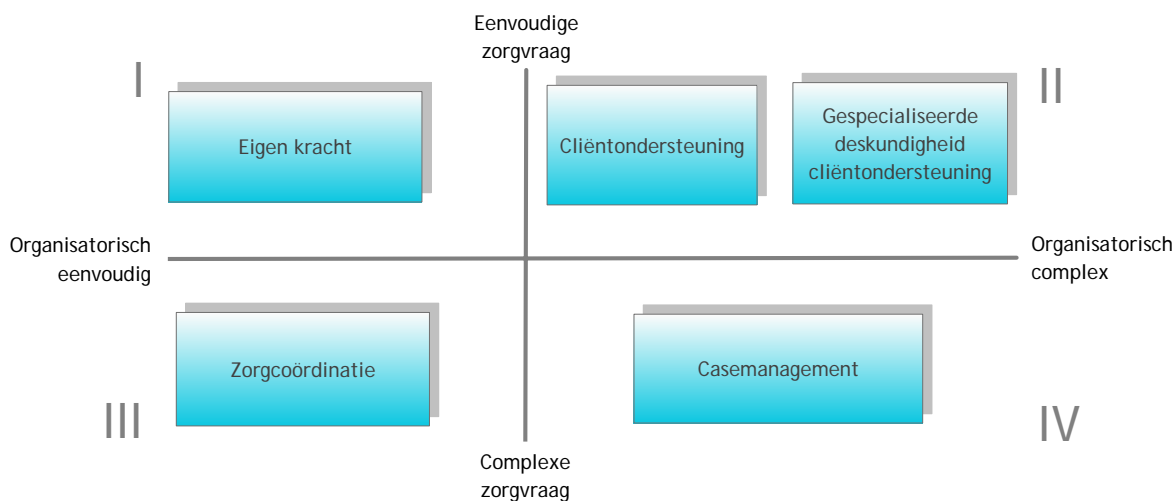 Eenvoudige
zorgvraag
I
II
Eigen kracht
Cliëntondersteuning
Gespecialiseerde
deskundigheid
cliëntondersteuning
Organisatorisch
eenvoudig
Organisatorisch
complex
Zorgcoördinatie
Casemanagement
III
IV
Complexe
zorgvraag